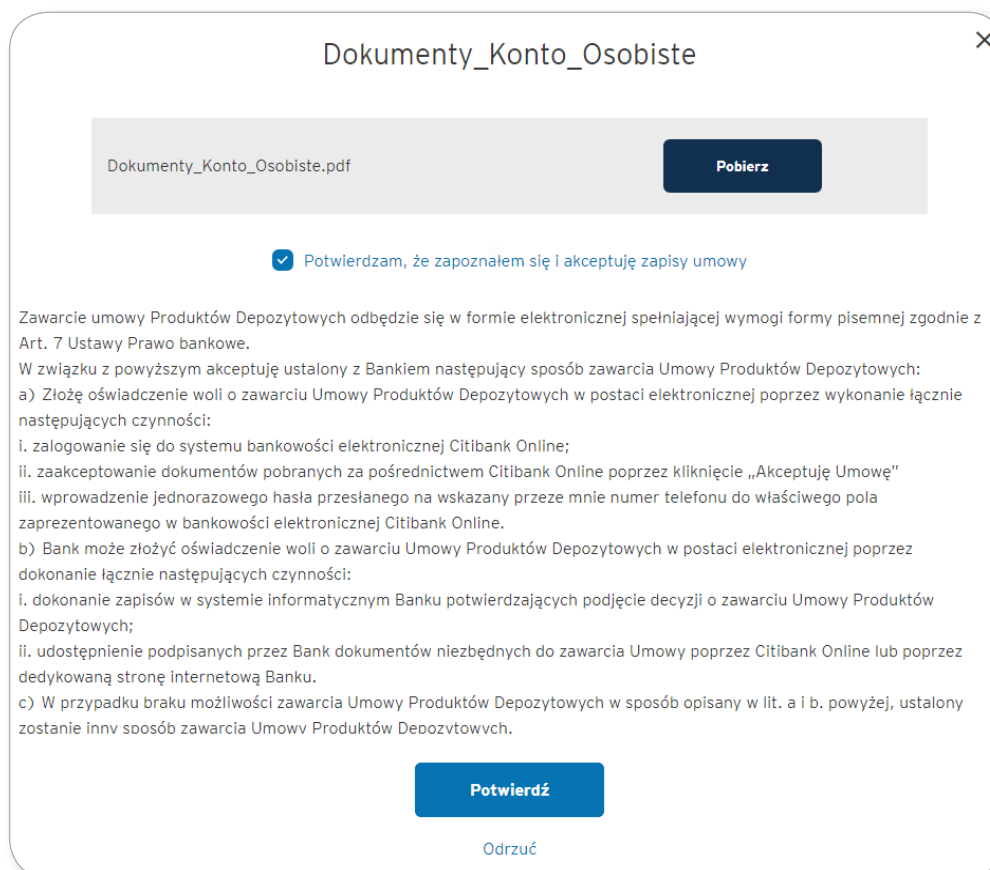 Dokumenty_Konto_Osobiste
Dokumenty_Konto_Osobiste.pdf
Pobierz
Potwierdzam, że zapoznałem się i akceptuję zapisy umowy
Zawarcie umowy Produktów Depozytowych odbędzie się w formie elektronicznej spełniającej wymogi formy pisemnej zgodnie z
Art. 7 Ustawy Prawo bankowe.
W związku z powyższym akceptuję ustalony z Bankiem następujący sposób zawarcia Umowy Produktów Depozytowych:
a) Złożę oświadczenie woli o zawarciu Umowy Produktów Depozytowych w postaci elektronicznej poprzez wykonanie łącznie
następujących czynności:
i. zalogowanie się do systemu bankowości elektronicznej Citibank Online;
ii. zaakceptowanie dokumentów pobranych za pośrednictwem Citibank Online poprzez kliknięcie „Akceptuję Umowę”
iii. wprowadzenie jednorazowego hasła przesłanego na wskazany przeze mnie numer telefonu do właściwego pola
zaprezentowanego w bankowości elektronicznej Citibank Online.
b) Bank może złożyć oświadczenie woli o zawarciu Umowy Produktów Depozytowych w postaci elektronicznej poprzez
dokonanie łącznie następujących czynności:
i. dokonanie zapisów w systemie informatycznym Banku potwierdzających podjęcie decyzji o zawarciu Umowy Produktów
Depozytowych;
ii. udostępnienie podpisanych przez Bank dokumentów niezbędnych do zawarcia Umowy poprzez Citibank Online lub poprzez
dedykowaną stronę internetową Banku.
c) W przypadku braku możliwości zawarcia Umowy Produktów Depozytowych w sposób opisany w lit. a i b. powyżej, ustalony
zostanie inny sposób zawarcia Umowy Produktów Depozytowych.
Potwierdź
Odrzuć